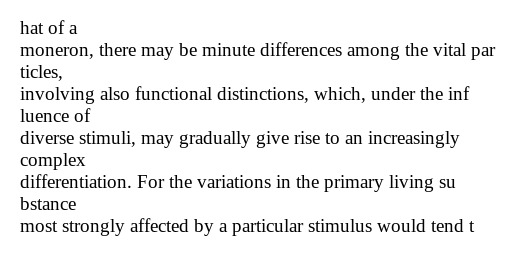 hat of a
moneron, there may be minute differences among the vital par
ticles,
involving also functional distinctions, which, under the inf
luence of
diverse stimuli, may gradually give rise to an increasingly
complex
differentiation. For the variations in the primary living su
bstance
most strongly affected by a particular stimulus would tend t